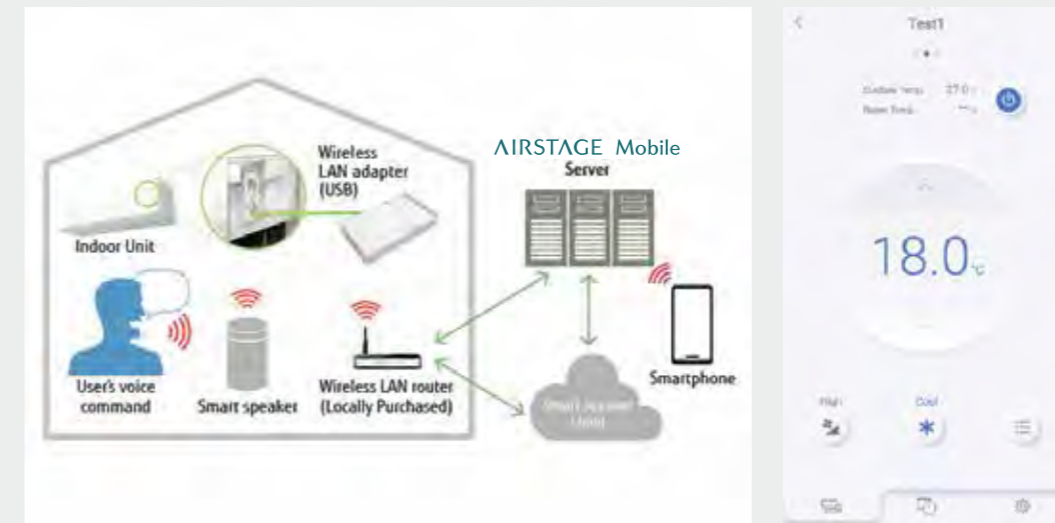 AIRSTAGE Mobile
Server
Wireless
LAN adapter
(USB)
Indoor Unit
User's voice
command
Smart speaker
Wireless LAN router
(Locally Purchased)
Smartphone
Test1
18.0℃
High
Cool